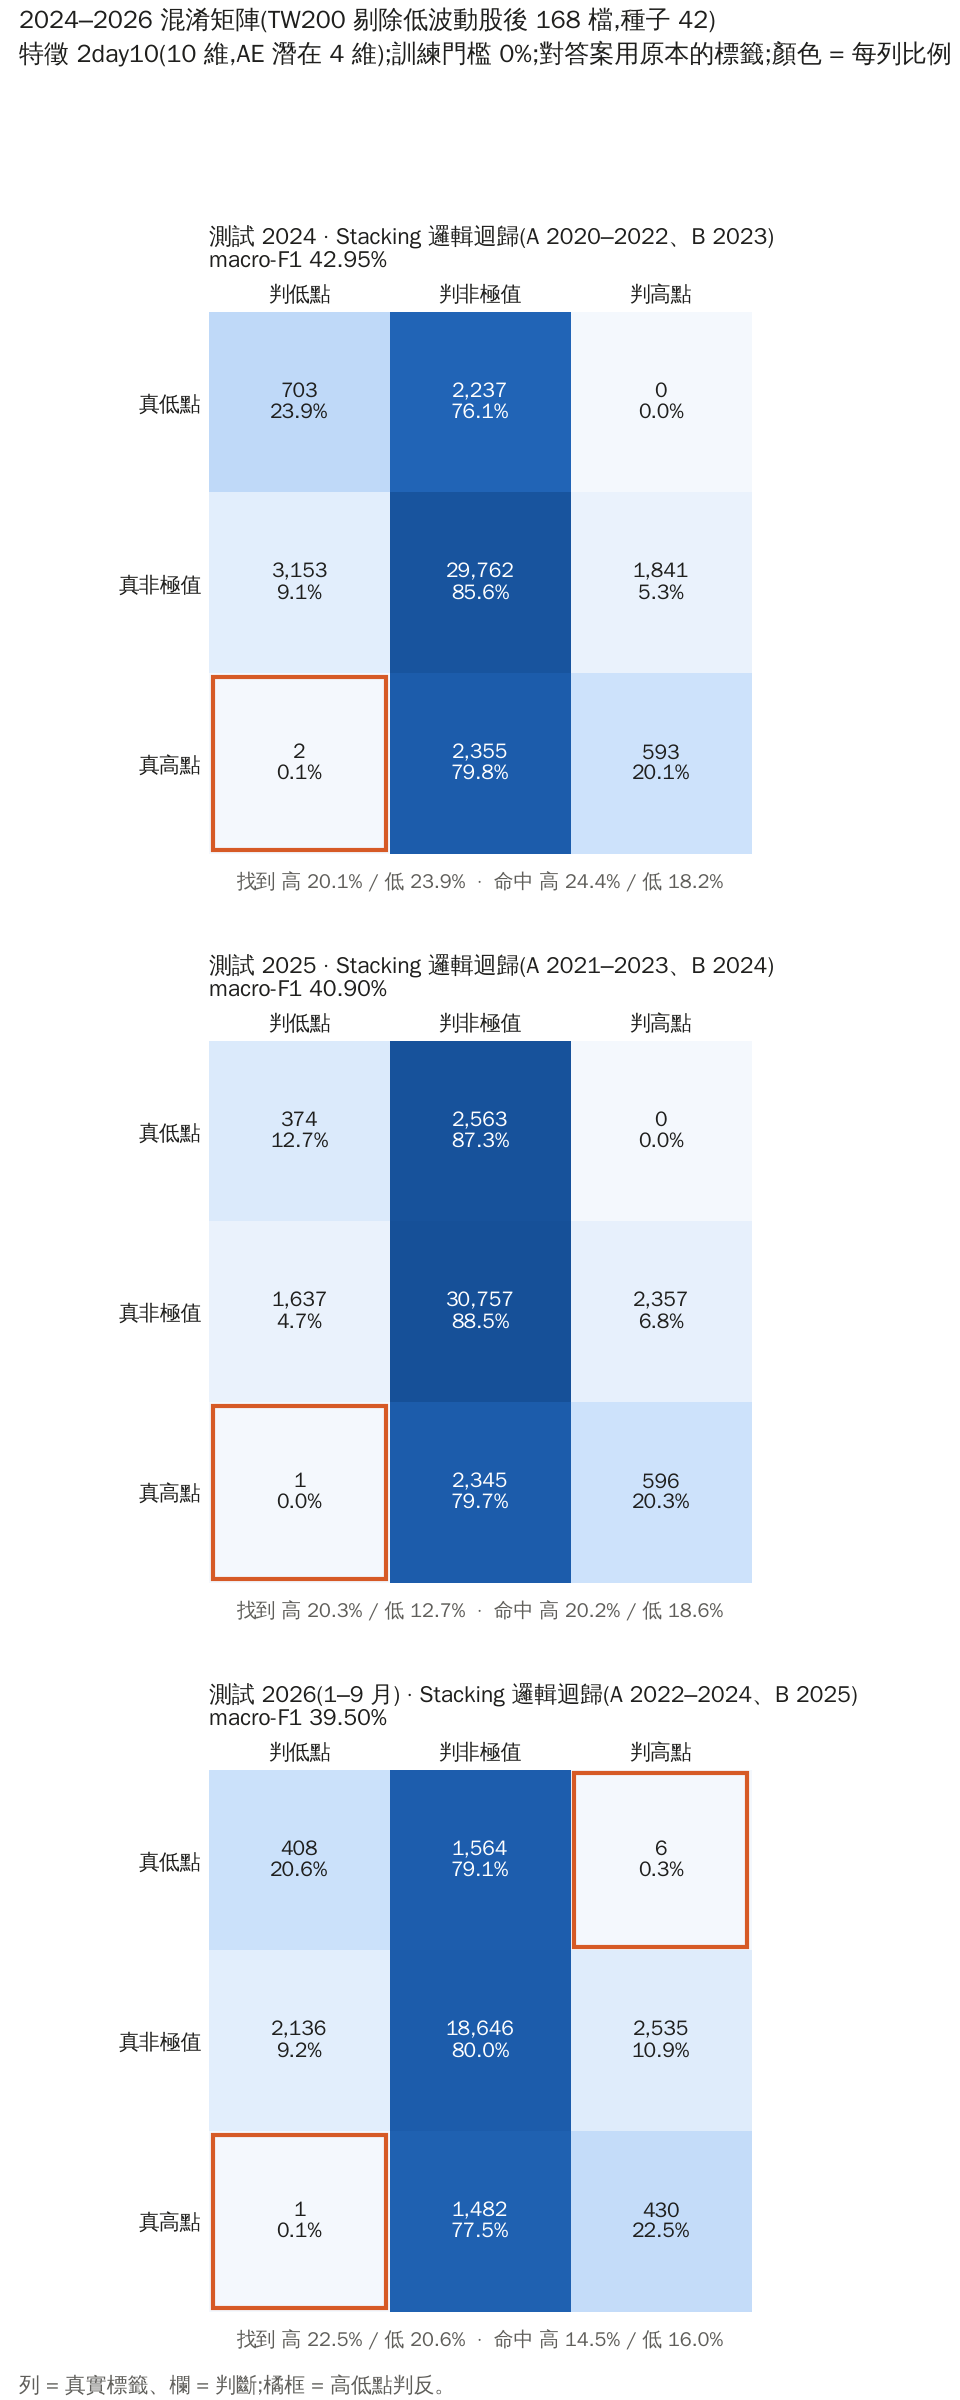 2024–2026 混淆矩陣(TW200 剔除低波動股後 168 檔,種子 42)
特徵 2day10(10 維,AE 潛在 4 維);訓練門檻 0%;對答案用原本的標籤;顏色 = 每列比例
測試 2024 · Stacking 邏輯迴歸(A 2020–2022、B 2023)
macro-F1 42.95%
判低點 判非極值 判高點
703 2,237 0
真低點 23.9% 76.1% 0.0%
3,153 29,762 1,841
真非極值 9.1% 85.6% 5.3%
2 2,355 593
真高點 0.1% 79.8% 20.1%
找到 高 20.1% / 低 23.9% · 命中 高 24.4% / 低 18.2%
測試 2025 · Stacking 邏輯迴歸(A 2021–2023、B 2024)
macro-F1 40.90%
判低點 判非極值 判高點
374 2,563 0
真低點 12.7% 87.3% 0.0%
1,637 30,757 2,357
真非極值 4.7% 88.5% 6.8%
1 2,345 596
真高點 0.0% 79.7% 20.3%
找到 高 20.3% / 低 12.7% · 命中 高 20.2% / 低 18.6%
測試 2026(1–9 月) · Stacking 邏輯迴歸(A 2022–2024、B 2025)
macro-F1 39.50%
判低點 判非極值 判高點
408 1,564 6
真低點 20.6% 79.1% 0.3%
2,136 18,646 2,535
真非極值 9.2% 80.0% 10.9%
1 1,482 430
真高點 0.1% 77.5% 22.5%
找到 高 22.5% / 低 20.6% · 命中 高 14.5% / 低 16.0%
列 = 真實標籤、欄 = 判斷;橘框 = 高低點判反。